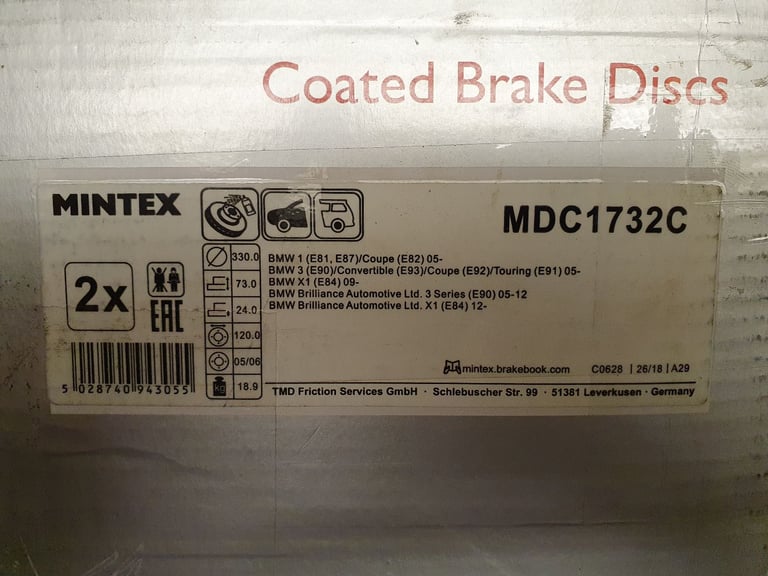 Coated Brake Discs
MINTEX
MDC1732C
2x
EAC
330.0
73.0
24.0
120.0
05/06
KG
18.9
BMW 1 (E81, E87)/Coupe (E82) 05-
BMW 3 (E90)/Convertible (E93)/Coupe (E92)/Touring (E91) 05-
BMW X1 (E84) 09-
BMW Brilliance Automotive Ltd. 3 Series (E90) 05-12
BMW Brilliance Automotive Ltd. X1 (E84) 12-
mintex.brakebook.com C0628 | 26/18 | A29
5 028740 943055
TMD Friction Services GmbH · Schlebuscher Str. 99 · 51381 Leverkusen · Germany